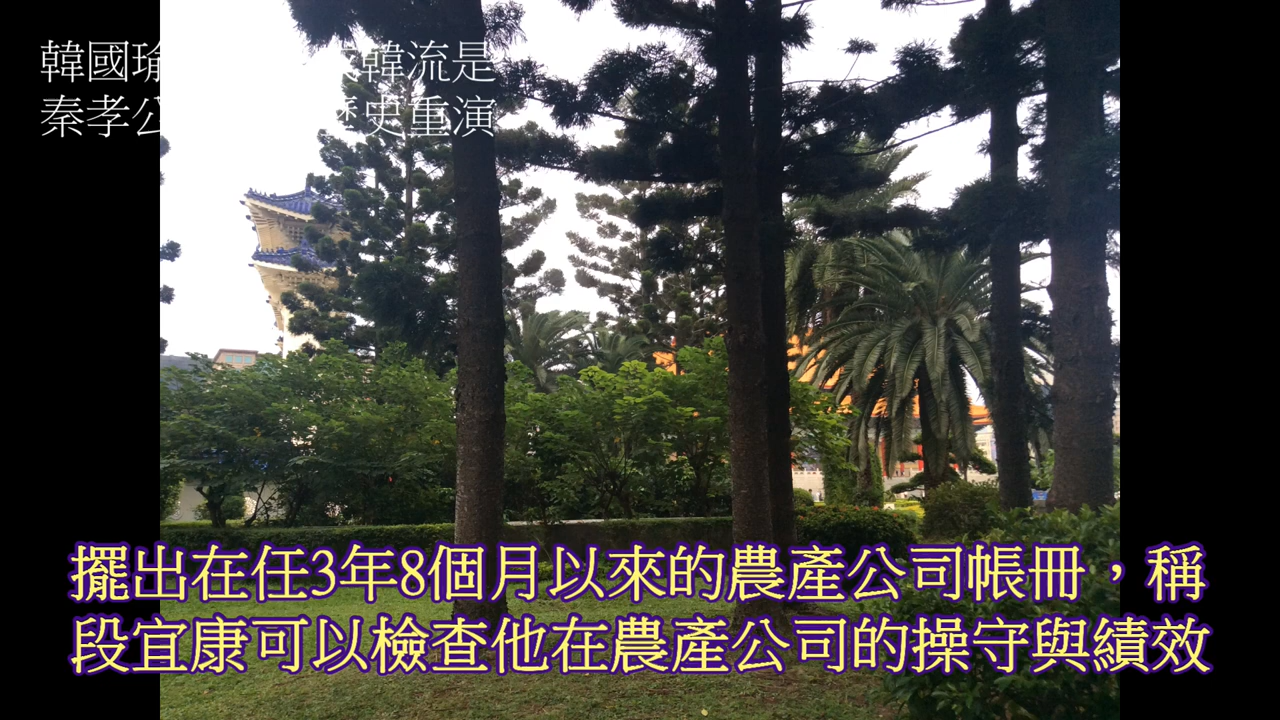 韓國瑜 韓流是
秦孝公 歷史重演
擺出在任3年8個月以來的農產公司帳冊，稱
段宜康可以檢查他在農產公司的操守與績效